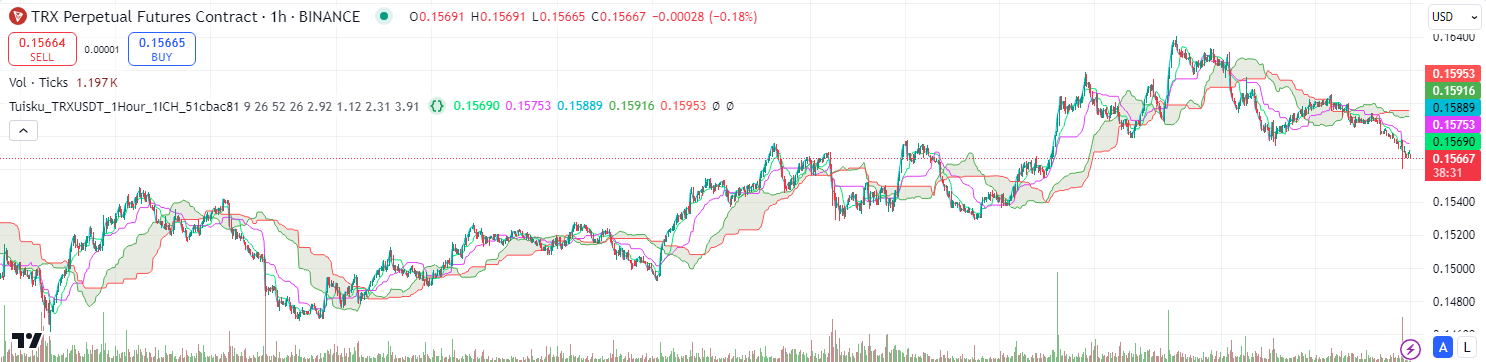 TRX Perpetual Futures Contract · 1h · BINANCE O0.15691 H0.15691 L0.15665 C0.15667 −0.00028 (−0.18%)
USD
0.15664
SELL
0.00001
0.15665
BUY
Vol · Ticks 1.197K
Tuisku_TRXUSDT_1Hour_1ICH_51cbac81 9 26 52 26 2.92 1.12 2.31 3.91 {} 0.15690 0.15753 0.15889 0.15916 0.15953 Ø Ø
0.16400
0.15953
0.15916
0.15889
0.15753
0.15690
0.15667
38:31
0.15400
0.15200
0.15000
0.14800
A L